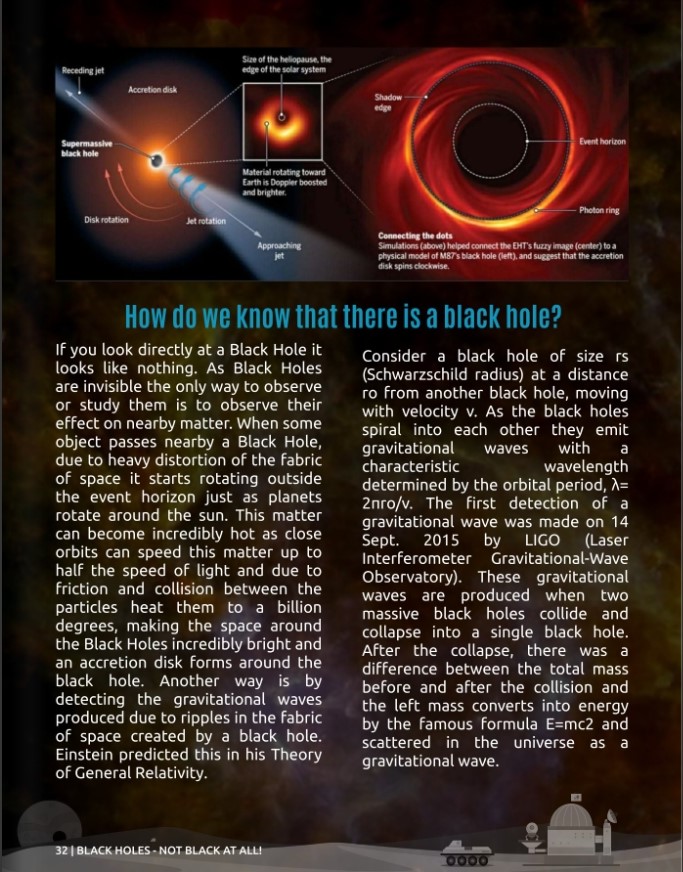 Receding jet
Accretion disk
Supermassive
black hole
Disk rotation
Jet rotation
Approaching
jet
Size of the heliopause, the
edge of the solar system
Material rotating toward
Earth is Doppler boosted
and brighter.
Shadow
edge
Event horizon
Photon ring
Connecting the dots
Simulations (above) helped connect the EHT's fuzzy image (center) to a
physical model of M87's black hole (left), and suggest that the accretion
disk spins clockwise.
How do we know that there is a black hole?
If you look directly at a Black Hole it
looks like nothing. As Black Holes
are invisible the only way to observe
or study them is to observe their
effect on nearby matter. When some
object passes nearby a Black Hole,
due to heavy distortion of the fabric
of space it starts rotating outside
the event horizon just as planets
rotate around the sun. This matter
can become incredibly hot as close
orbits can speed this matter up to
half the speed of light and due to
friction and collision between the
particles heat them to a billion
degrees, making the space around
the Black Holes incredibly bright and
an accretion disk forms around the
black hole. Another way is by
detecting the gravitational waves
produced due to ripples in the fabric
of space created by a black hole.
Einstein predicted this in his Theory
of General Relativity.
Consider a black hole of size rs
(Schwarzschild radius) at a distance
ro from another black hole, moving
with velocity v. As the black holes
spiral into each other they emit
gravitational waves with a
characteristic wavelength
determined by the orbital period, λ=
2πro/v. The first detection of a
gravitational wave was made on 14
Sept. 2015 by LIGO (Laser
Interferometer Gravitational-Wave
Observatory). These gravitational
waves are produced when two
massive black holes collide and
collapse into a single black hole.
After the collapse, there was a
difference between the total mass
before and after the collision and
the left mass converts into energy
by the famous formula E=mc2 and
scattered in the universe as a
gravitational wave.
32 | BLACK HOLES - NOT BLACK AT ALL!